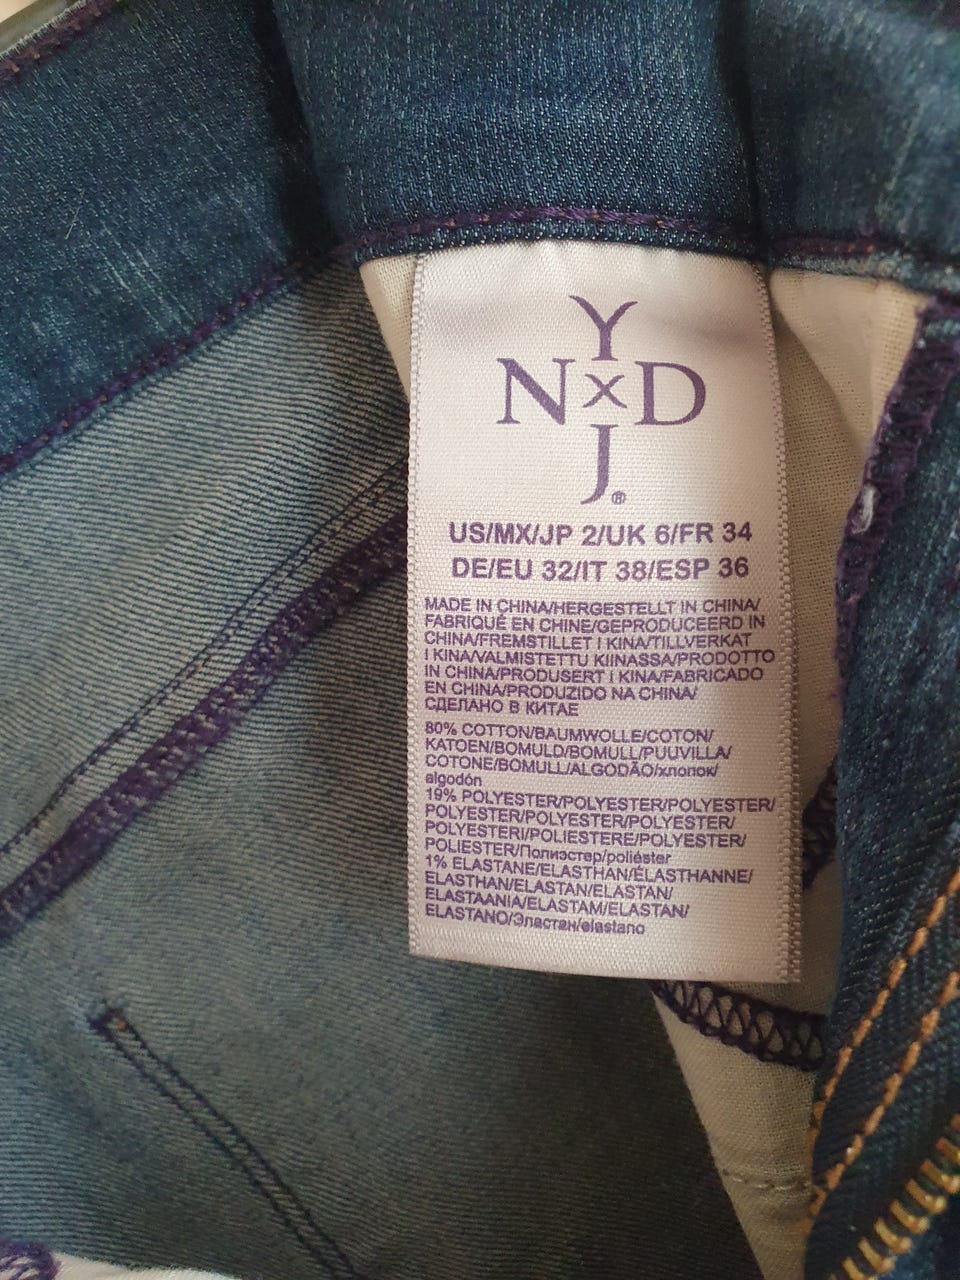 Y
N x D
J®
US/MX/JP 2/UK 6/FR 34
DE/EU 32/IT 38/ESP 36
MADE IN CHINA/HERGESTELLT IN CHINA/
FABRIQUÉ EN CHINE/GEPRODUCEERD IN
CHINA/FREMSTILLET I KINA/TILLVERKAT
I KINA/VALMISTETTU KIINASSA/PRODOTTO
IN CHINA/PRODUSERT I KINA/FABRICADO
EN CHINA/PRODUZIDO NA CHINA/
СДЕЛАНО В КИТАЕ
80% COTTON/BAUMWOLLE/COTON/
KATOEN/BOMULD/BOMULL/PUUVILLA/
COTONE/BOMULL/ALGODÃO/хлопок/
algodón
19% POLYESTER/POLYESTER/POLYESTER/
POLYESTER/POLYESTER/POLYESTER/
POLYESTERI/POLIESTERE/POLYESTER/
POLIESTER/Полиэстер/poliéster
1% ELASTANE/ELASTHAN/ÉLASTHANNE/
ELASTHAN/ELASTAN/ELASTAN/
ELASTAANIA/ELASTAM/ELASTAN/
ELASTANO/Эластан/elastano